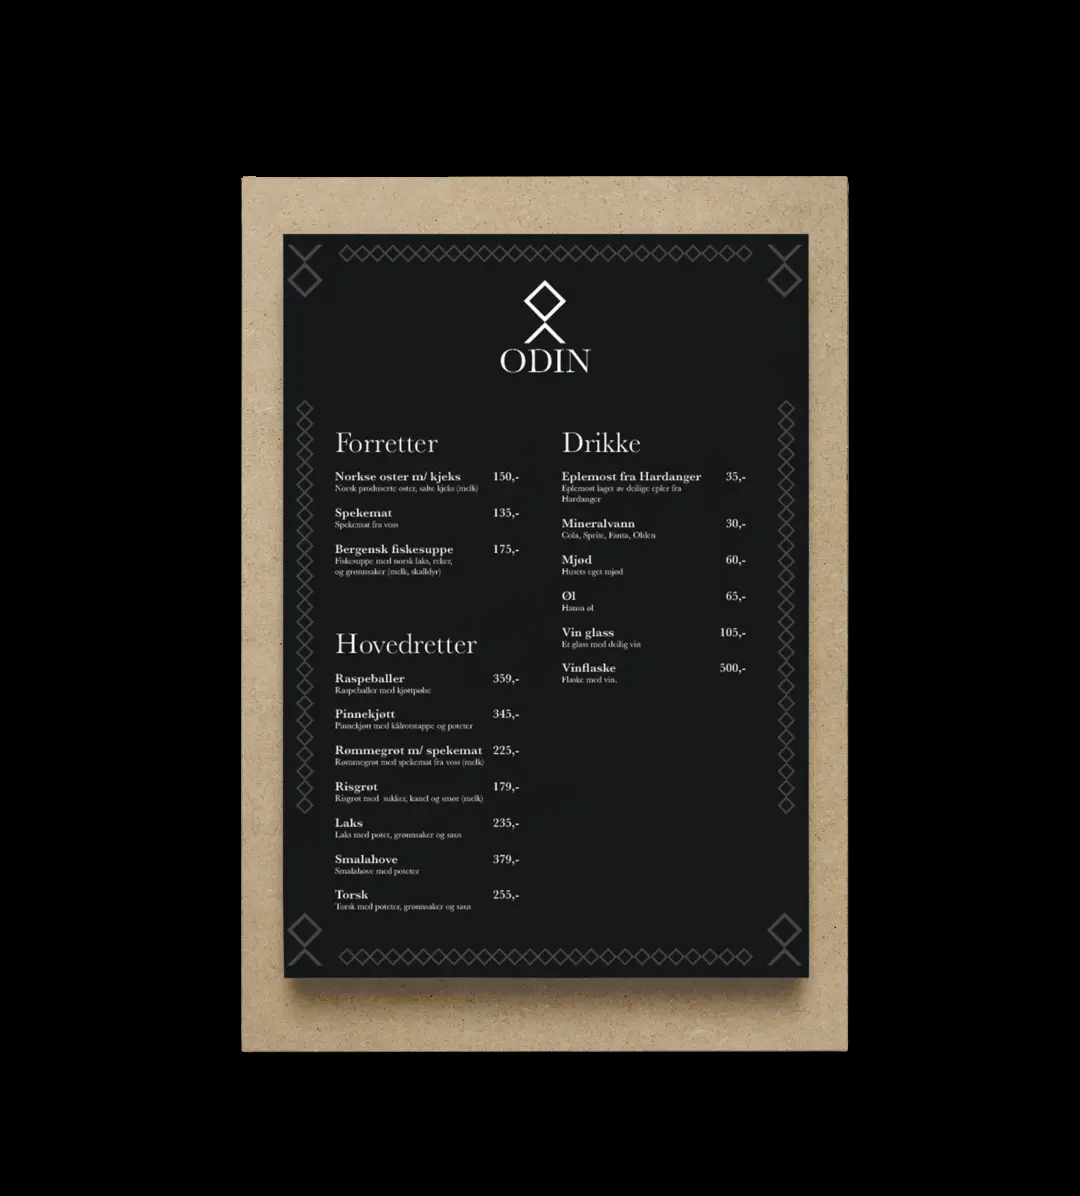 ODIN
Forretter
Norkse oster m/ kjeks 150,-
Norsk produserte oster, salte kjeks (melk)
Spekemat 135,-
Spekemat fra voss
Bergensk fiskesuppe 175,-
Fiskesuppe med norsk laks, reker,
og grønnsaker (melk, skalldyr)
Hovedretter
Raspeballer 359,-
Raspeballer med kjøttpølse
Pinnekjøtt 345,-
Pinnekjøtt med kålrotstappe og poteter
Rømmegrøt m/ spekemat 225,-
Rømmegrøt med spekemat fra voss (melk)
Risgrøt 179,-
Risgrøt med sukker, kanel og smør (melk)
Laks 235,-
Laks med potet, grønnsaker og saus
Smalahove 379,-
Smalahove med poteter
Torsk 255,-
Torsk med poteter, grønnsaker og saus
Drikke
Eplemost fra Hardanger 35,-
Eplemost laget av deilige epler fra
Hardanger
Mineralvann 30,-
Cola, Sprite, Fanta, Olden
Mjød 60,-
Husets eget mjød
Øl 65,-
Hansa øl
Vin glass 105,-
Et glass med deilig vin
Vinflaske 500,-
Flaske med vin.